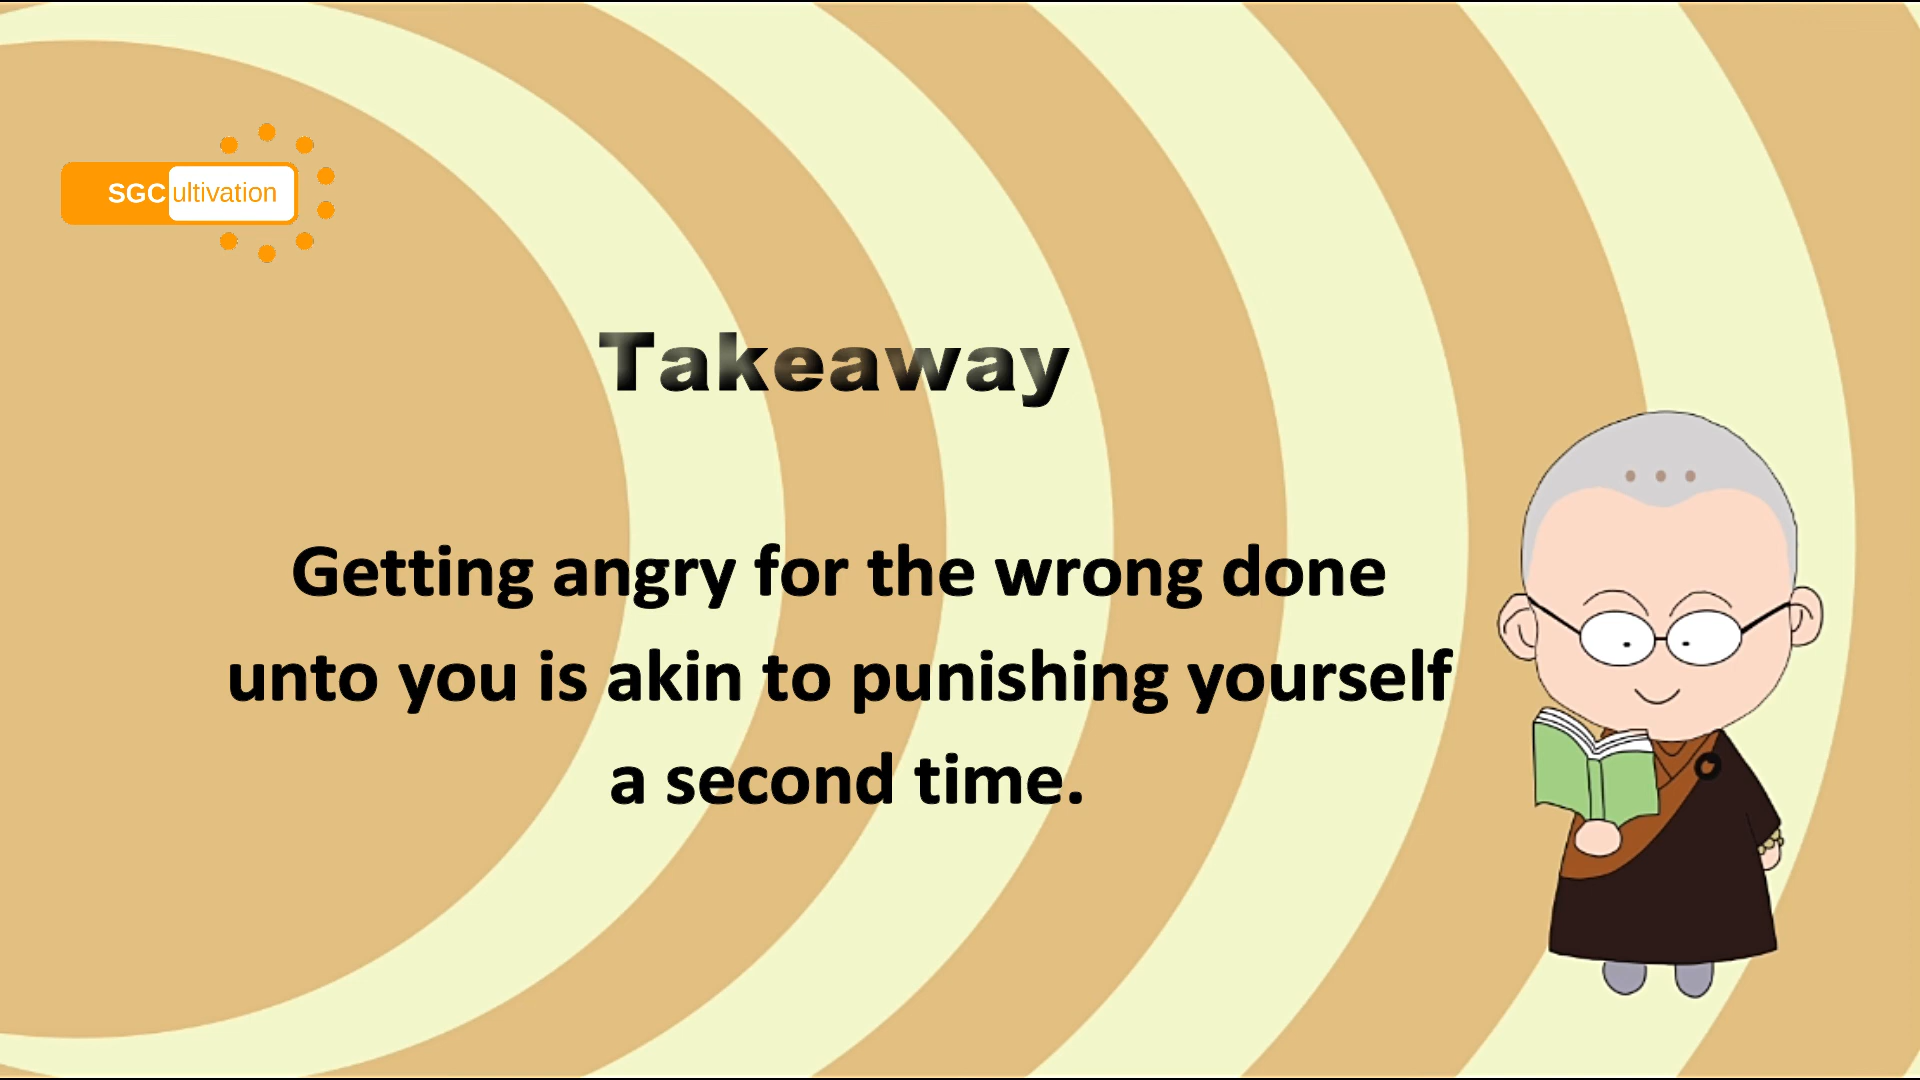 SGCultivation
Takeaway
Getting angry for the wrong done
unto you is akin to punishing yourself
a second time.